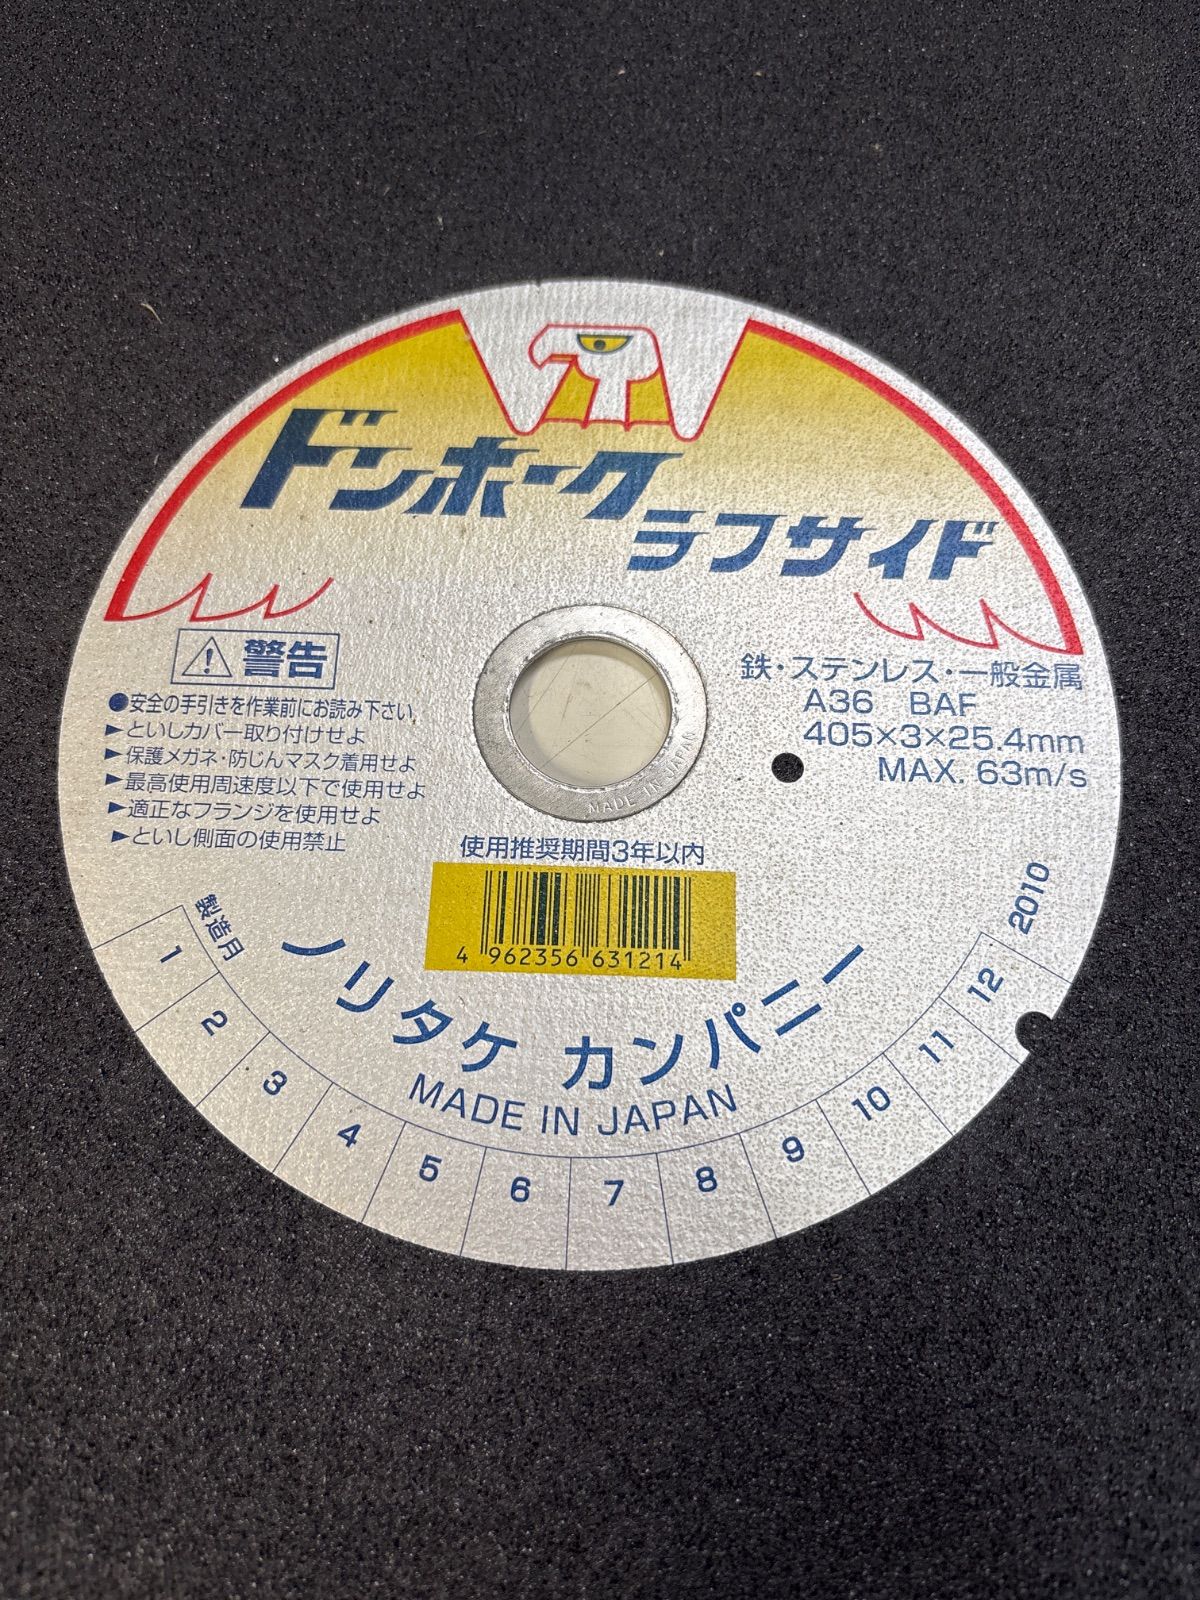 ドンホーク
ラフサイド
警告
●安全の手引きを作業前にお読み下さい。
►といしカバー取り付けせよ
►保護メガネ・防じんマスク着用せよ
►最高使用周速度以下で使用せよ
►適正なフランジを使用せよ
►といし側面の使用禁止
鉄・ステンレス・一般金属
A36 BAF
405×3×25.4mm
MAX. 63m/s
MADE IN JAPAN
使用推奨期間3年以内
4 962356 631214
ノリタケ カンパニー
MADE IN JAPAN
製造月
1 2 3 4 5 6 7 8 9 10 11 12
2010